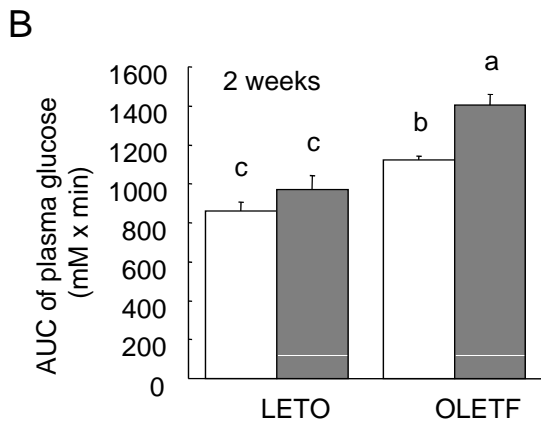 B
AUC of plasma glucose
(mM x min)
1600
1400
1200
1000
800
600
400
200
0
2 weeks
c
c
b
a
LETO
OLETF